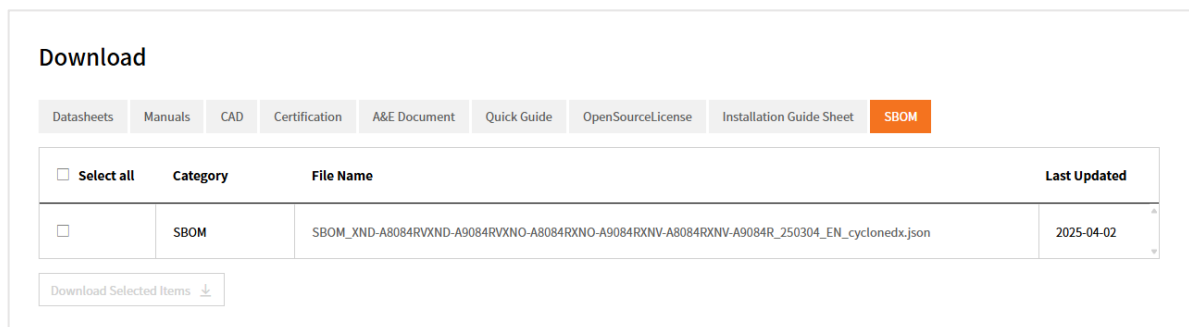 Download
Datasheets Manuals CAD Certification A&E Document Quick Guide OpenSourceLicense Installation Guide Sheet SBOM
Select all Category File Name Last Updated
SBOM SBOM_XND-A8084RVXND-A9084RVXNO-A8084RXNO-A9084RXNV-A8084RXNV-A9084R_250304_EN_cyclonedx.json 2025-04-02
Download Selected Items